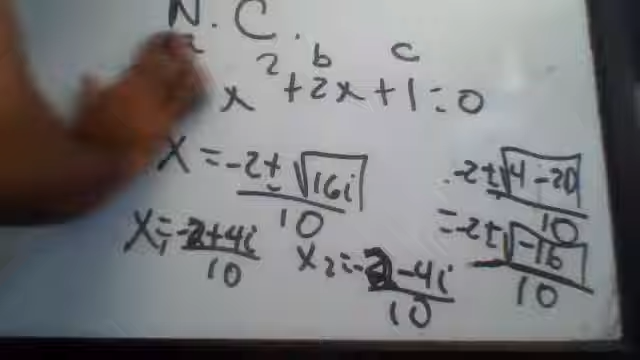 N.C.
a b c
x² + 2x + 1 = 0
x = -2 ± √16i / 10
-2 ± √4 - 20 / 10
= -2 ± √-16 / 10
x₁ = -2 + 4i / 10
x₂ = -2 - 4i / 10